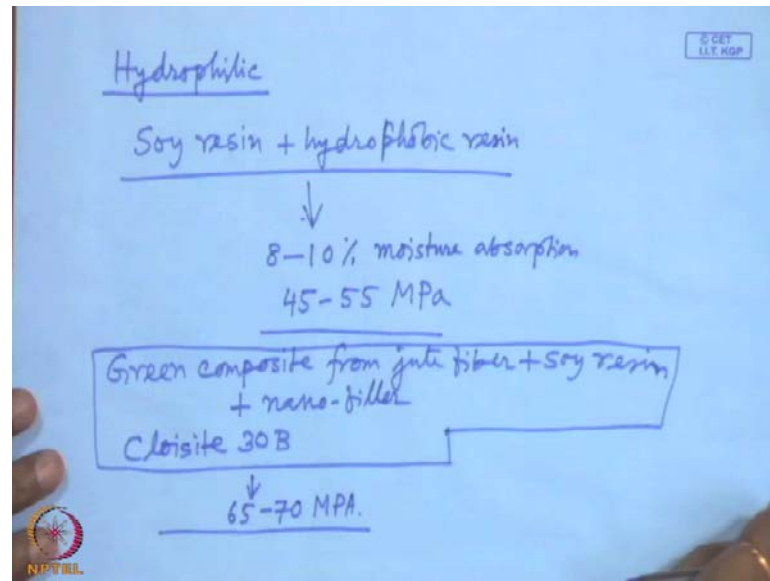 © CET
I.I.T. KGP
Hydrophilic
Soy resin + hydrophobic resin
↓
8-10% moisture absorption
45-55 MPa
Green composite from jute fiber + soy resin
+ nano-filler
Cloisite 30B
↓
65-70 MPA.
NPTEL